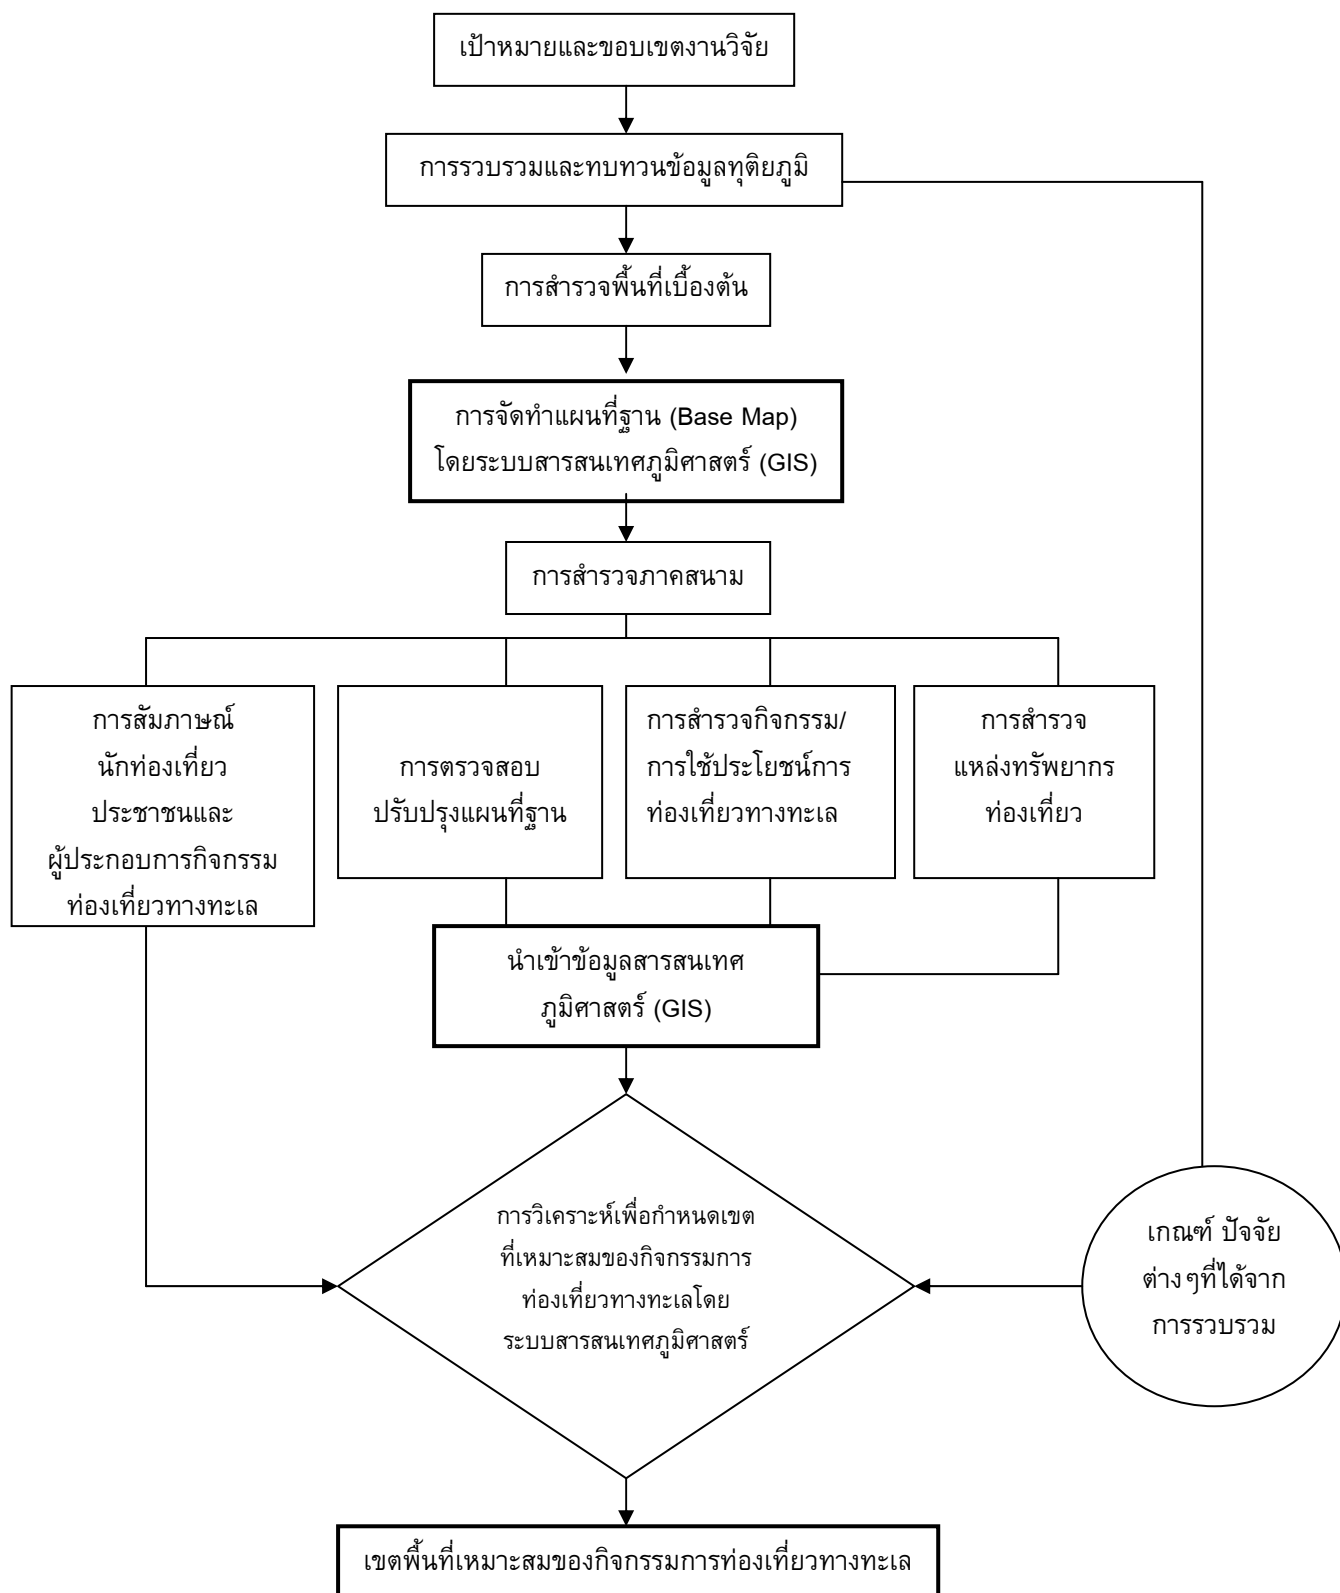 เป้าหมายและขอบเขตงานวิจัย
การรวบรวมและทบทวนข้อมูลทุติยภูมิ
การสำรวจพื้นที่เบื้องต้น
การจัดทำแผนที่ฐาน (Base Map)
โดยระบบสารสนเทศภูมิศาสตร์ (GIS)
การสำรวจภาคสนาม
การสัมภาษณ์
นักท่องเที่ยว
ประชาชนและ
ผู้ประกอบการกิจกรรม
ท่องเที่ยวทางทะเล
การตรวจสอบ
ปรับปรุงแผนที่ฐาน
การสำรวจกิจกรรม/
การใช้ประโยชน์การ
ท่องเที่ยวทางทะเล
การสำรวจ
แหล่งทรัพยากร
ท่องเที่ยว
นำเข้าข้อมูลสารสนเทศ
ภูมิศาสตร์ (GIS)
การวิเคราะห์เพื่อกำหนดเขต
ที่เหมาะสมของกิจกรรมการ
ท่องเที่ยวทางทะเลโดย
ระบบสารสนเทศภูมิศาสตร์
เกณฑ์ ปัจจัย
ต่าง ๆที่ได้จาก
การรวบรวม
เขตพื้นที่เหมาะสมของกิจกรรมการท่องเที่ยวทางทะเล